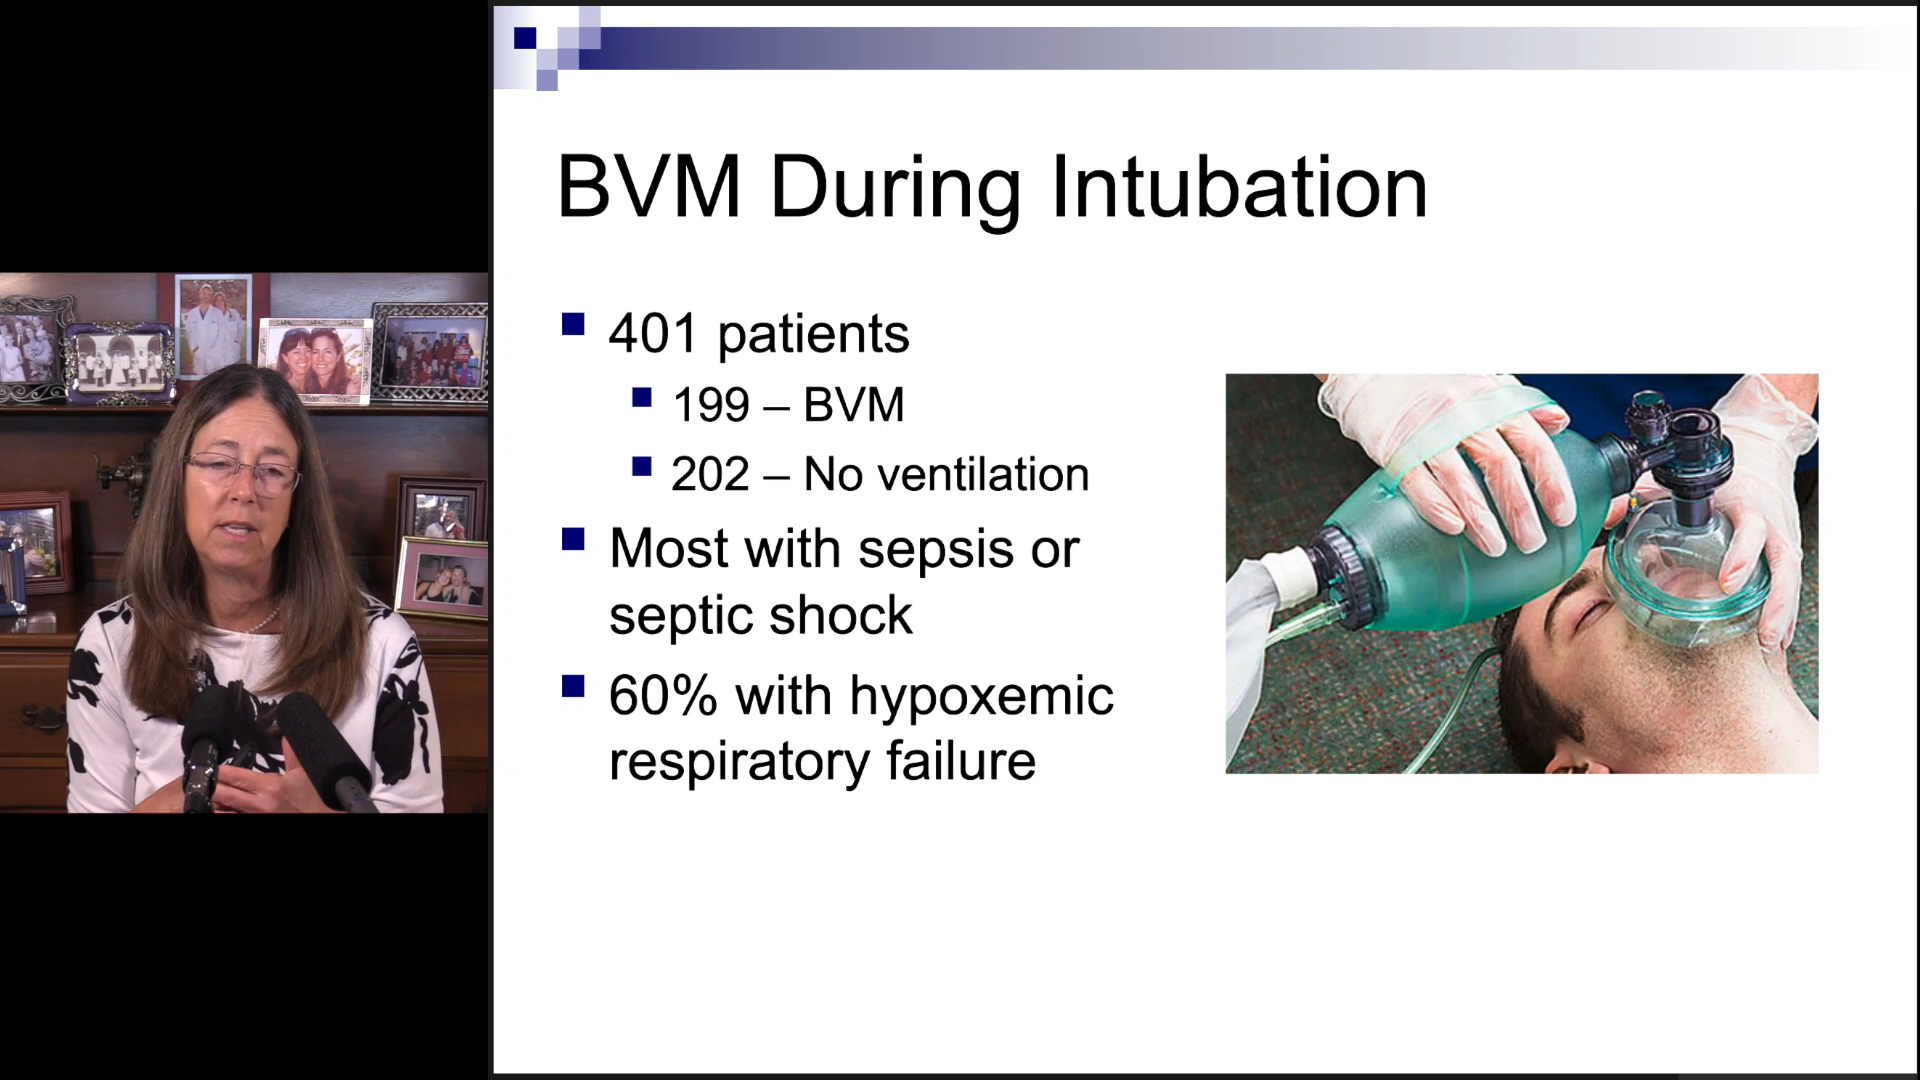 BVM During Intubation
401 patients
199 – BVM
202 – No ventilation
Most with sepsis or
septic shock
60% with hypoxemic
respiratory failure